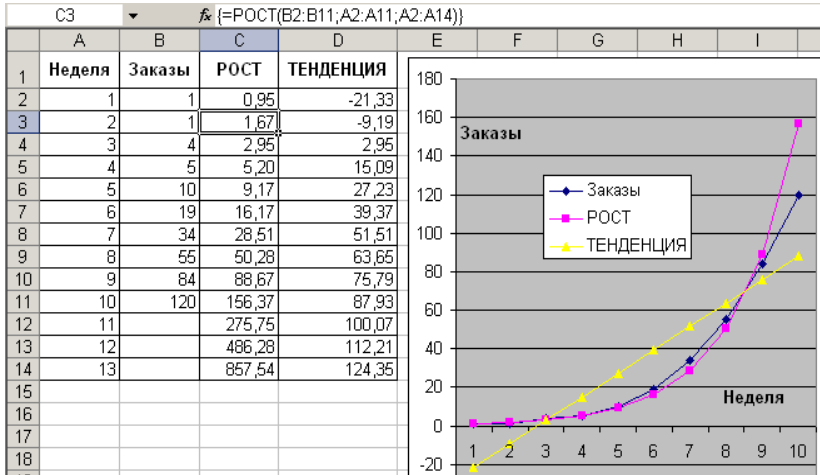 C3 fx {=РОСТ(B2:B11;A2:A11;A2:A14)}
A B C D E F G H I
1 Неделя Заказы РОСТ ТЕНДЕНЦИЯ
2 1 1 0,95 -21,33
3 2 1 1,67 -9,19
4 3 4 2,95 2,95
5 4 5 5,20 15,09
6 5 10 9,17 27,23
7 6 19 16,17 39,37
8 7 34 28,51 51,51
9 8 55 50,28 63,65
10 9 84 88,67 75,79
11 10 120 156,37 87,93
12 11 275,75 100,07
13 12 486,28 112,21
14 13 857,54 124,35
15
16
17
18
180
160
Заказы
140
120
100
80
60
40
20
0
-20
Заказы
РОСТ
ТЕНДЕНЦИЯ
Неделя
1 2 3 4 5 6 7 8 9 10